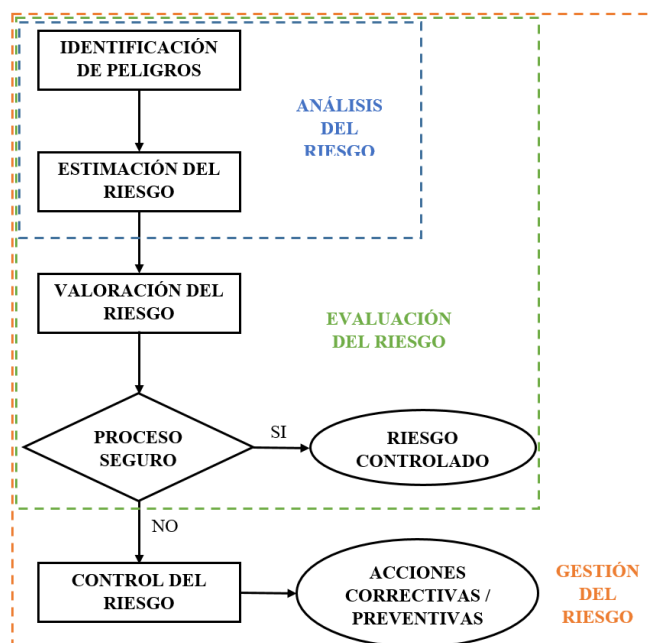 IDENTIFICACIÓN
DE PELIGROS
ANÁLISIS
DEL
RIESGO
ESTIMACIÓN DEL
RIESGO
VALORACIÓN DEL
RIESGO
EVALUACIÓN
DEL RIESGO
PROCESO
SEGURO
SI
RIESGO
CONTROLADO
NO
CONTROL DEL
RIESGO
ACCIONES
CORRECTIVAS /
PREVENTIVAS
GESTIÓN
DEL
RIESGO